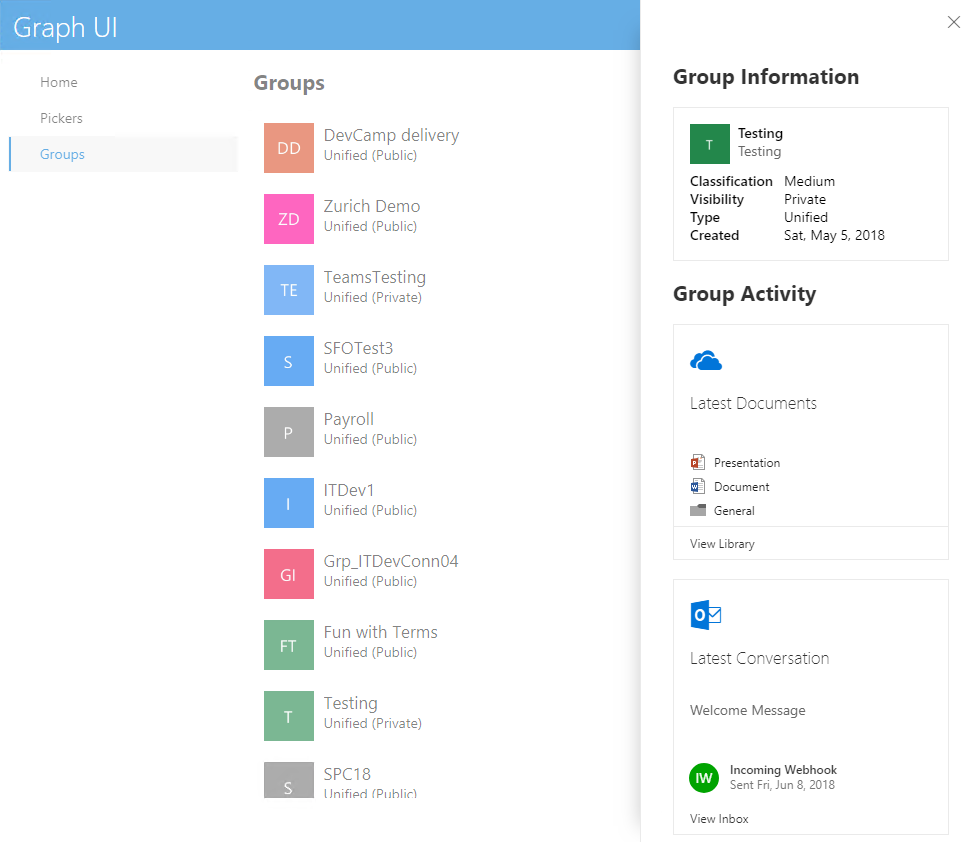 Graph UI
Home
Pickers
Groups
Groups
DD
DevCamp delivery
Unified (Public)
ZD
Zurich Demo
Unified (Public)
TE
TeamsTesting
Unified (Private)
S
SFOTest3
Unified (Public)
P
Payroll
Unified (Public)
I
ITDev1
Unified (Public)
GI
Grp_ITDevConn04
Unified (Public)
FT
Fun with Terms
Unified (Public)
T
Testing
Unified (Private)
S
SPC18
Unified (Public)
Group Information
T
Testing
Testing
Classification Medium
Visibility Private
Type Unified
Created Sat, May 5, 2018
Group Activity
Latest Documents
Presentation
Document
General
View Library
Latest Conversation
Welcome Message
IW
Incoming Webhook
Sent Fri, Jun 8, 2018
View Inbox